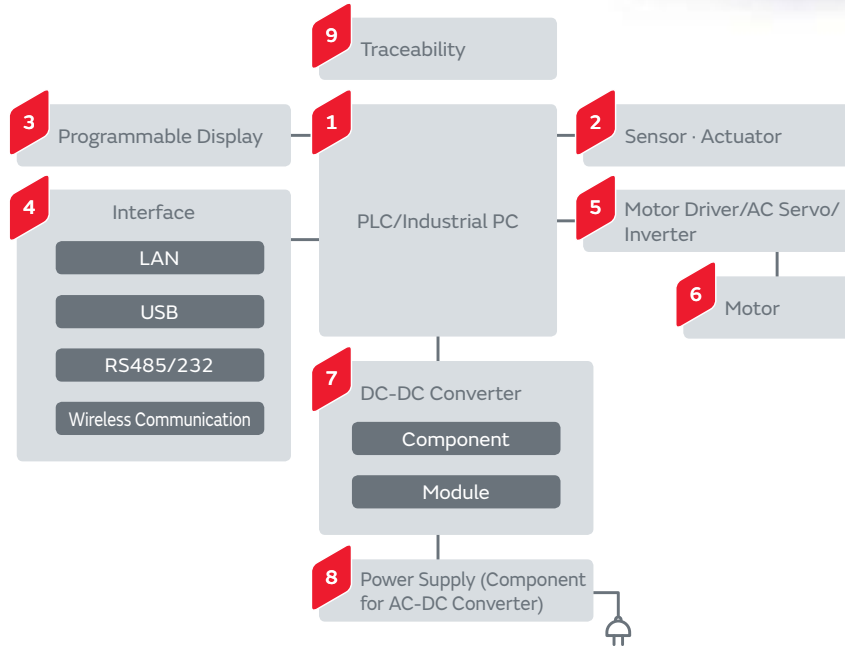 9
Traceability
3
Programmable Display
1
PLC/Industrial PC
2
Sensor · Actuator
4
Interface
LAN
USB
RS485/232
Wireless Communication
5
Motor Driver/AC Servo/
Inverter
6
Motor
7
DC-DC Converter
Component
Module
8
Power Supply (Component
for AC-DC Converter)